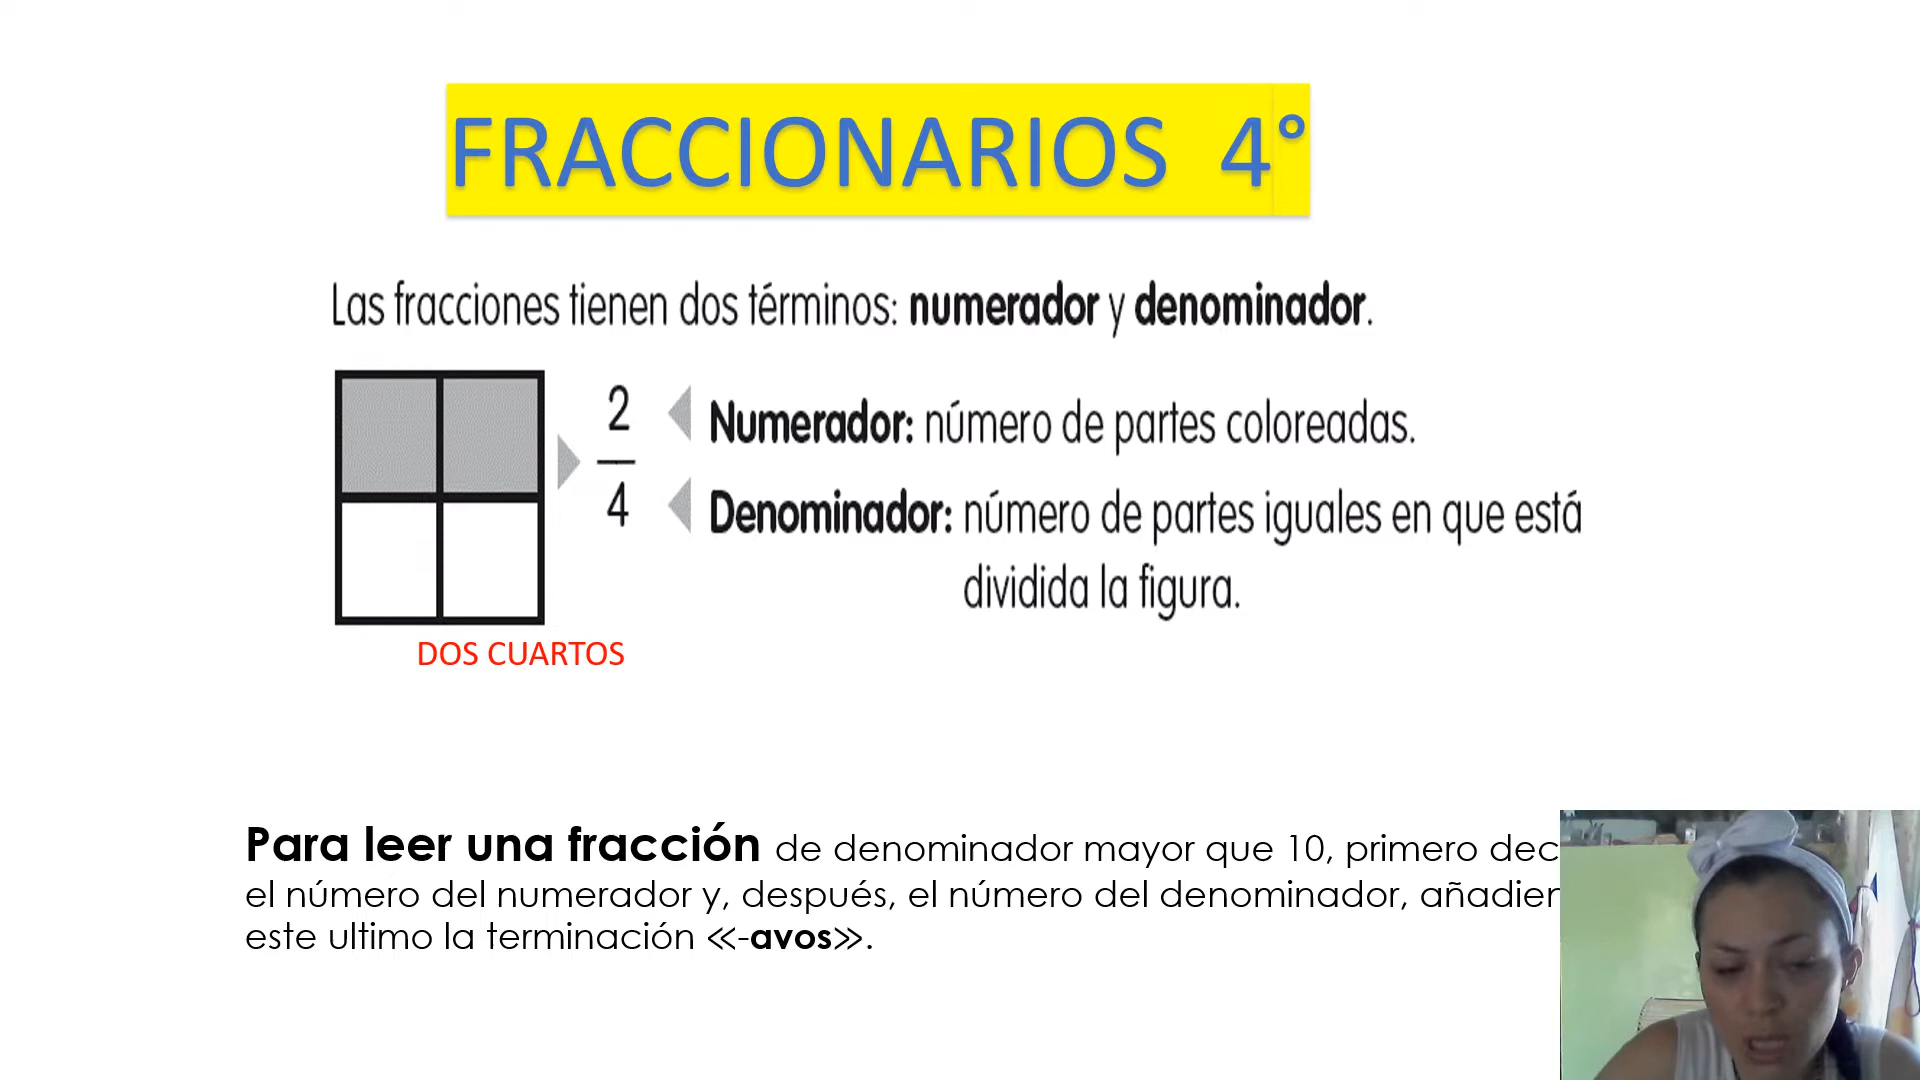 FRACCIONARIOS 4°
Las fracciones tienen dos términos: numerador y denominador.
2
4
Numerador: número de partes coloreadas.
Denominador: número de partes iguales en que está
dividida la figura.
DOS CUARTOS
Para leer una fracción de denominador mayor que 10, primero
el número del numerador y, después, el número del denominador,
este ultimo la terminación «-avos».